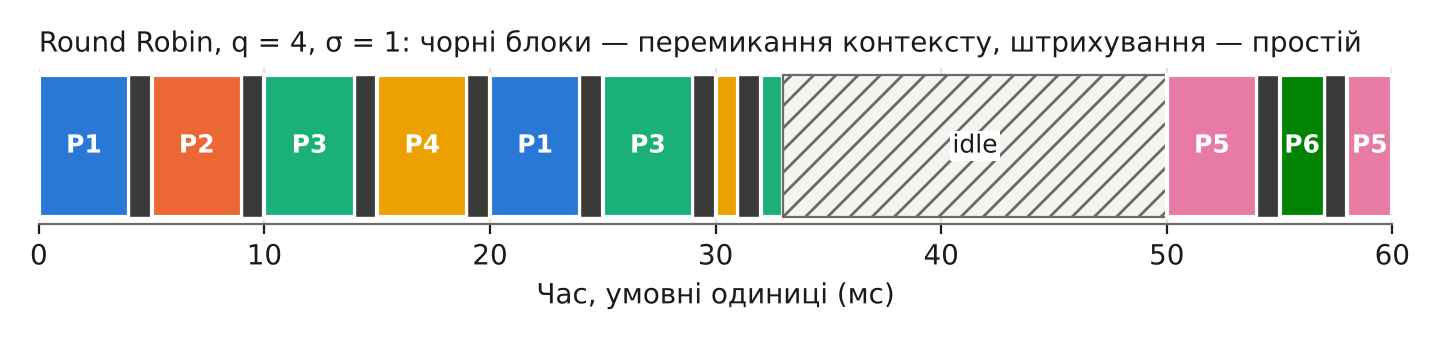 Round Robin, q = 4, σ = 1: чорні блоки — перемикання контексту, штрихування — простій
P1 P2 P3 P4 P1 P3 idle P5 P6 P5
0 10 20 30 40 50 60
Час, умовні одиниці (мс)